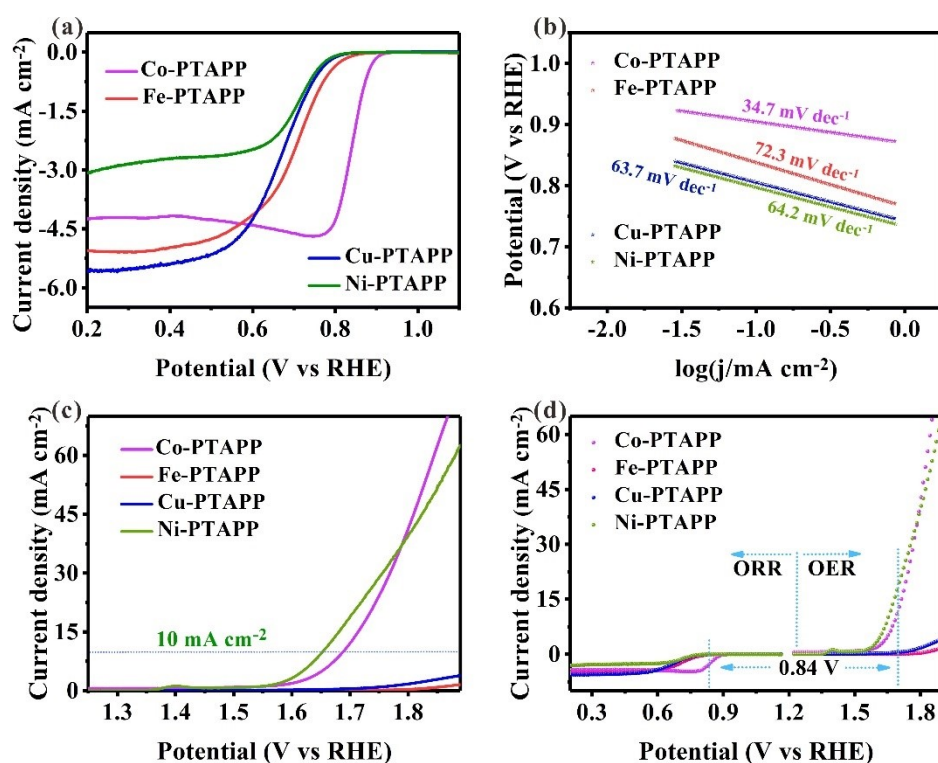 (a)
0.0
-1.5
-3.0
-4.5
-6.0
Current density (mA cm-2)
Co-PTAPP
Fe-PTAPP
Cu-PTAPP
Ni-PTAPP
0.2 0.4 0.6 0.8 1.0
Potential (V vs RHE)
(b)
1.0
0.9
0.8
0.7
0.6
Potential (V vs RHE)
Co-PTAPP
Fe-PTAPP
34.7 mV dec-1
72.3 mV dec-1
63.7 mV dec-1
64.2 mV dec-1
Cu-PTAPP
Ni-PTAPP
-2.0 -1.5 -1.0 -0.5 0.0
log(j/mA cm-2)
(c)
60
45
30
15
0
Current density (mA cm-2)
Co-PTAPP
Fe-PTAPP
Cu-PTAPP
Ni-PTAPP
10 mA cm-2
1.3 1.4 1.5 1.6 1.7 1.8
Potential (V vs RHE)
(d)
60
45
30
15
0
Current density (mA cm-2)
Co-PTAPP
Fe-PTAPP
Cu-PTAPP
Ni-PTAPP
ORR OER
0.84 V
0.3 0.6 0.9 1.2 1.5 1.8
Potential (V vs RHE)